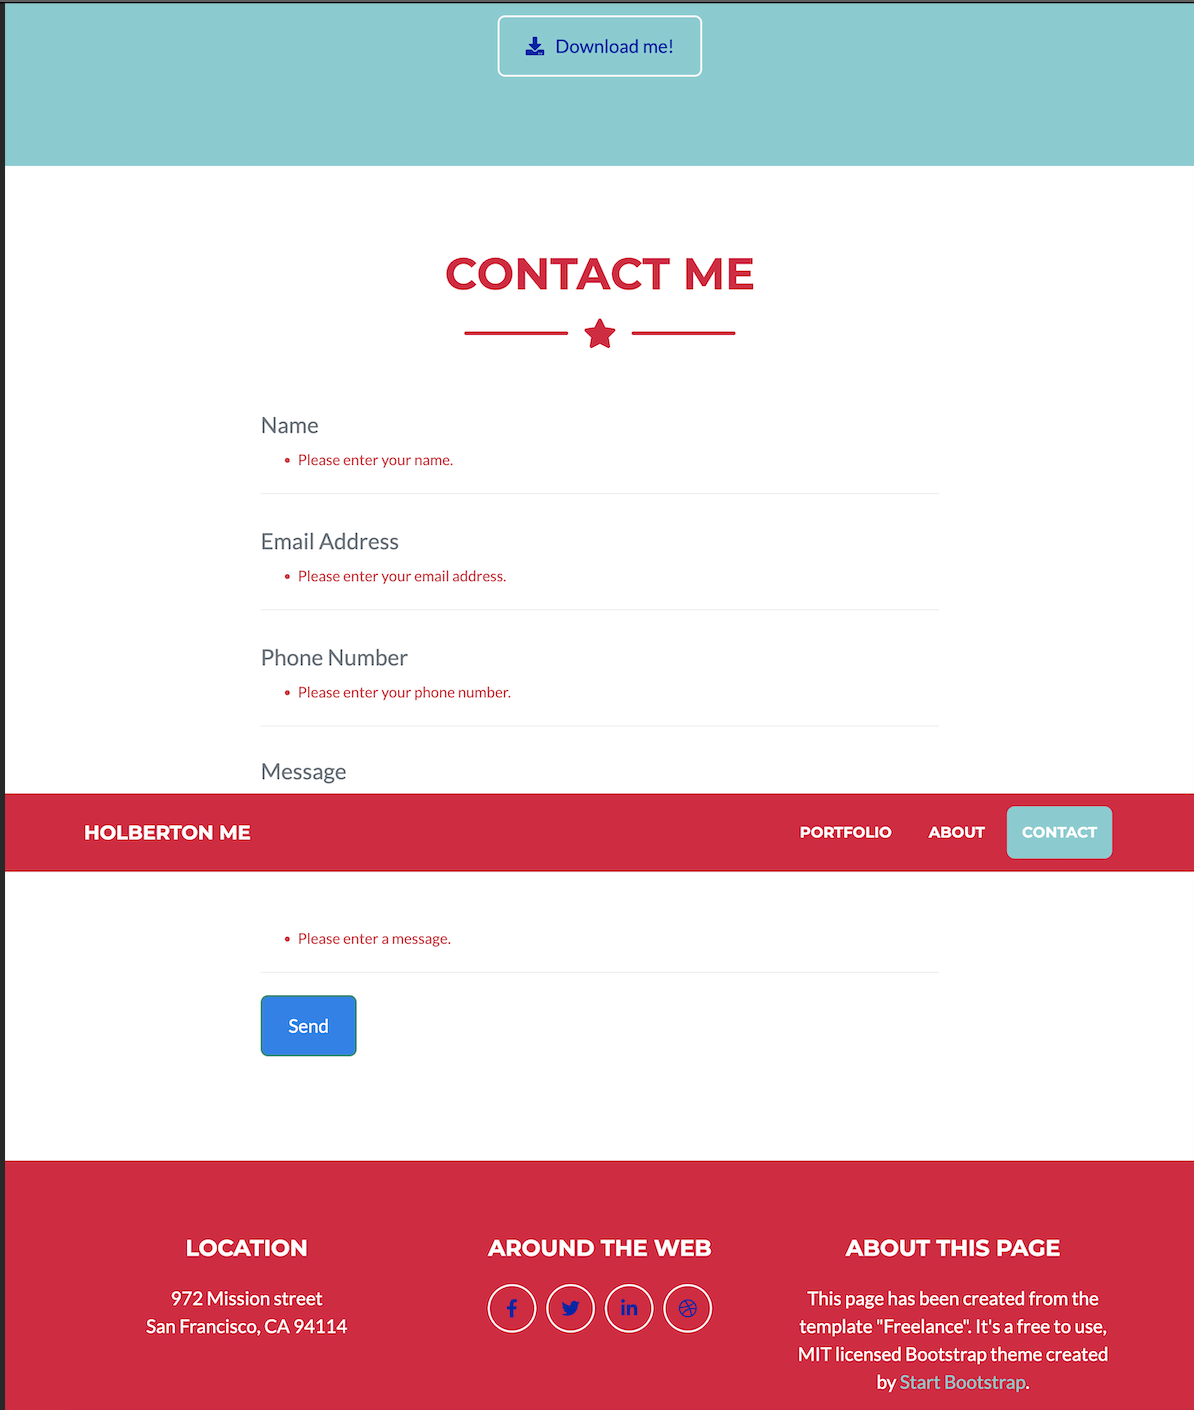 Download me!
CONTACT ME
Name
Please enter your name.
Email Address
Please enter your email address.
Phone Number
Please enter your phone number.
Message
HOLBERTON ME PORTFOLIO ABOUT CONTACT
Please enter a message.
Send
LOCATION
972 Mission street
San Francisco, CA 94114
AROUND THE WEB
ABOUT THIS PAGE
This page has been created from the
template "Freelance". It's a free to use,
MIT licensed Bootstrap theme created
by Start Bootstrap.